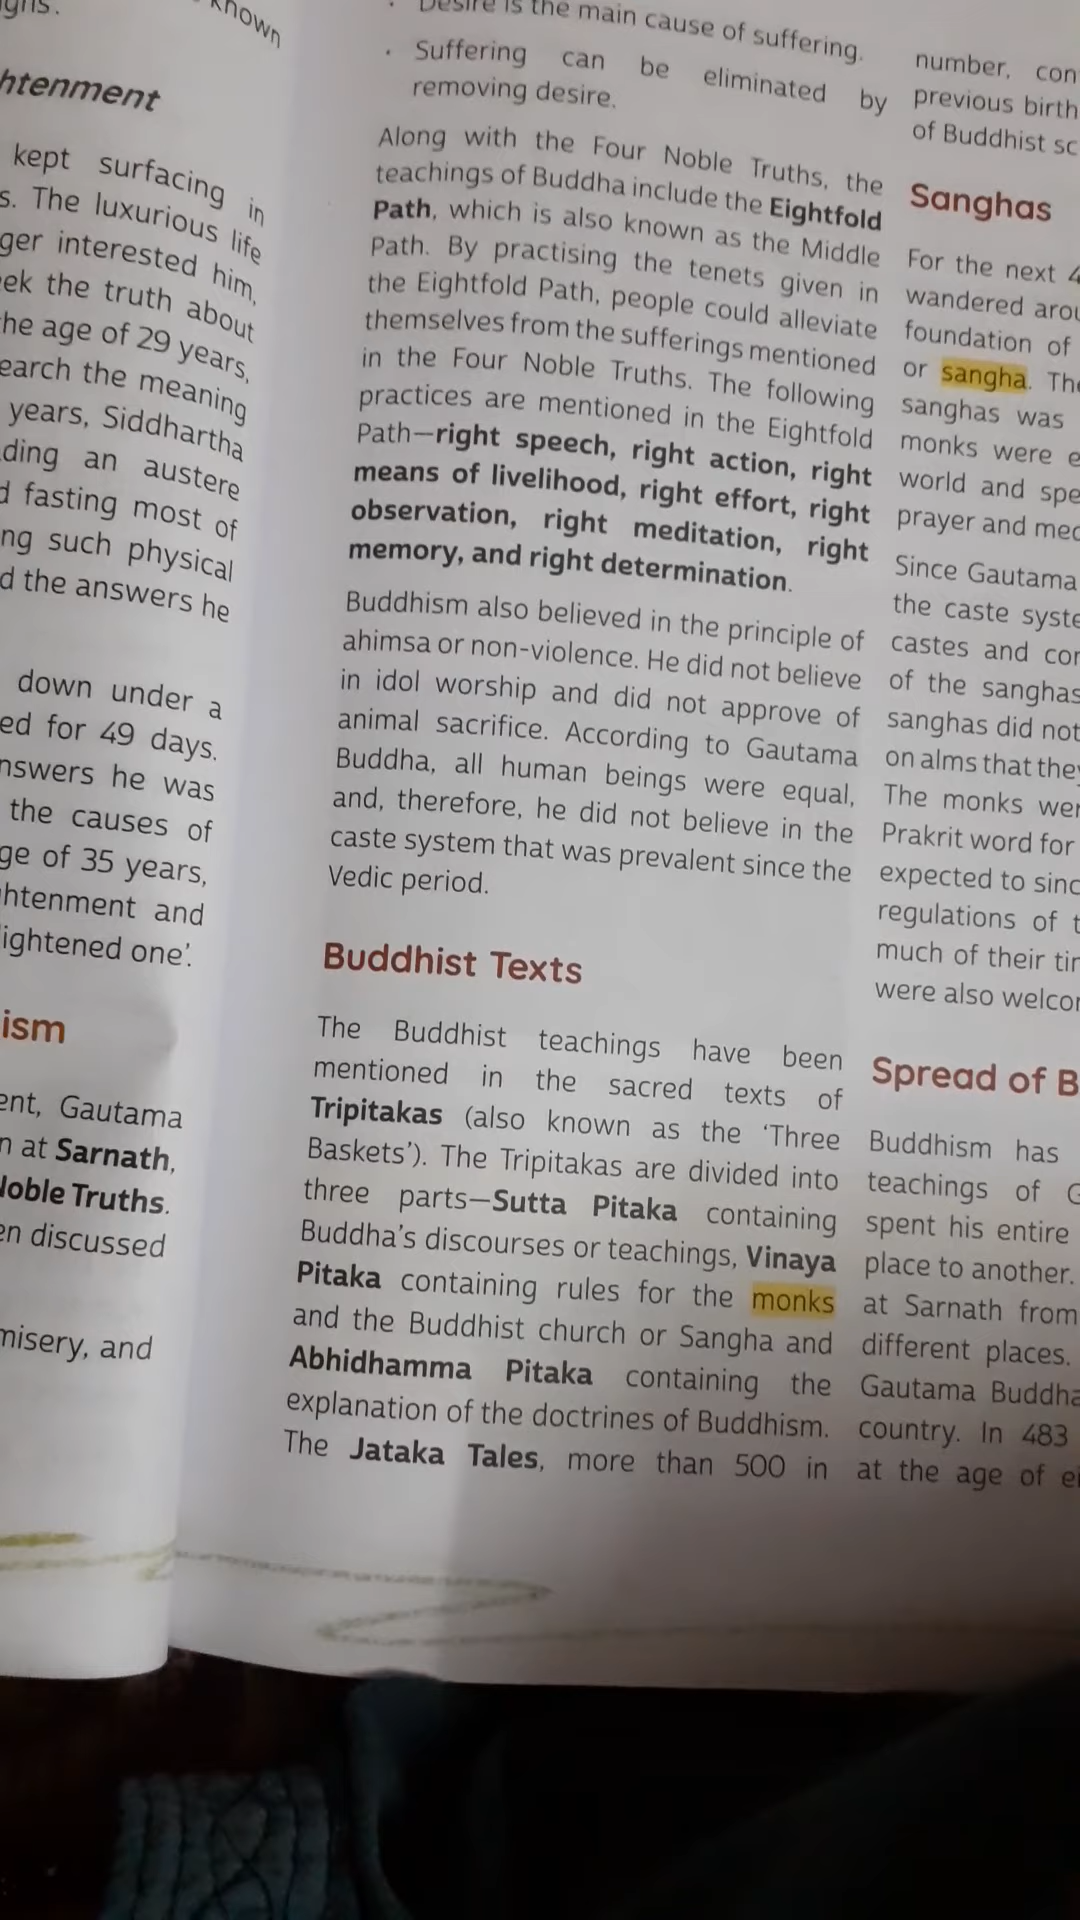 known
htenment
kept surfacing in
s. The luxurious life
ger interested him,
ek the truth about
he age of 29 years,
earch the meaning
years, Siddhartha
ding an austere
d fasting most of
ng such physical
d the answers he
down under a
ed for 49 days.
nswers he was
the causes of
ge of 35 years,
htenment and
lightened one'.
ism
ent, Gautama
n at Sarnath,
Noble Truths.
en discussed
misery, and
• Desire is the main cause of suffering.
• Suffering can be eliminated by
removing desire.
Along with the Four Noble Truths, the
teachings of Buddha include the Eightfold
Path, which is also known as the Middle
Path. By practising the tenets given in
the Eightfold Path, people could alleviate
themselves from the sufferings mentioned
in the Four Noble Truths. The following
practices are mentioned in the Eightfold
Path—right speech, right action, right
means of livelihood, right effort, right
observation, right meditation, right
memory, and right determination.
Buddhism also believed in the principle of
ahimsa or non-violence. He did not believe
in idol worship and did not approve of
animal sacrifice. According to Gautama
Buddha, all human beings were equal,
and, therefore, he did not believe in the
caste system that was prevalent since the
Vedic period.
Buddhist Texts
The Buddhist teachings have been
mentioned in the sacred texts of
Tripitakas (also known as the 'Three
Baskets'). The Tripitakas are divided into
three parts—Sutta Pitaka containing
Buddha's discourses or teachings, Vinaya
Pitaka containing rules for the monks
and the Buddhist church or Sangha and
Abhidhamma Pitaka containing the
explanation of the doctrines of Buddhism.
The Jataka Tales, more than 500 in
number, con
previous birth
of Buddhist sc
Sanghas
For the next 4
wandered arou
foundation of
or sangha. The
sanghas was
monks were e
world and spe
prayer and med
Since Gautama
the caste syste
castes and cor
of the sanghas
sanghas did not
on alms that they
The monks wer
Prakrit word for
expected to sinc
regulations of t
much of their tir
were also welcor
Spread of B
Buddhism has
teachings of G
spent his entire
place to another.
at Sarnath from
different places.
Gautama Buddha
country. In 483
at the age of ei